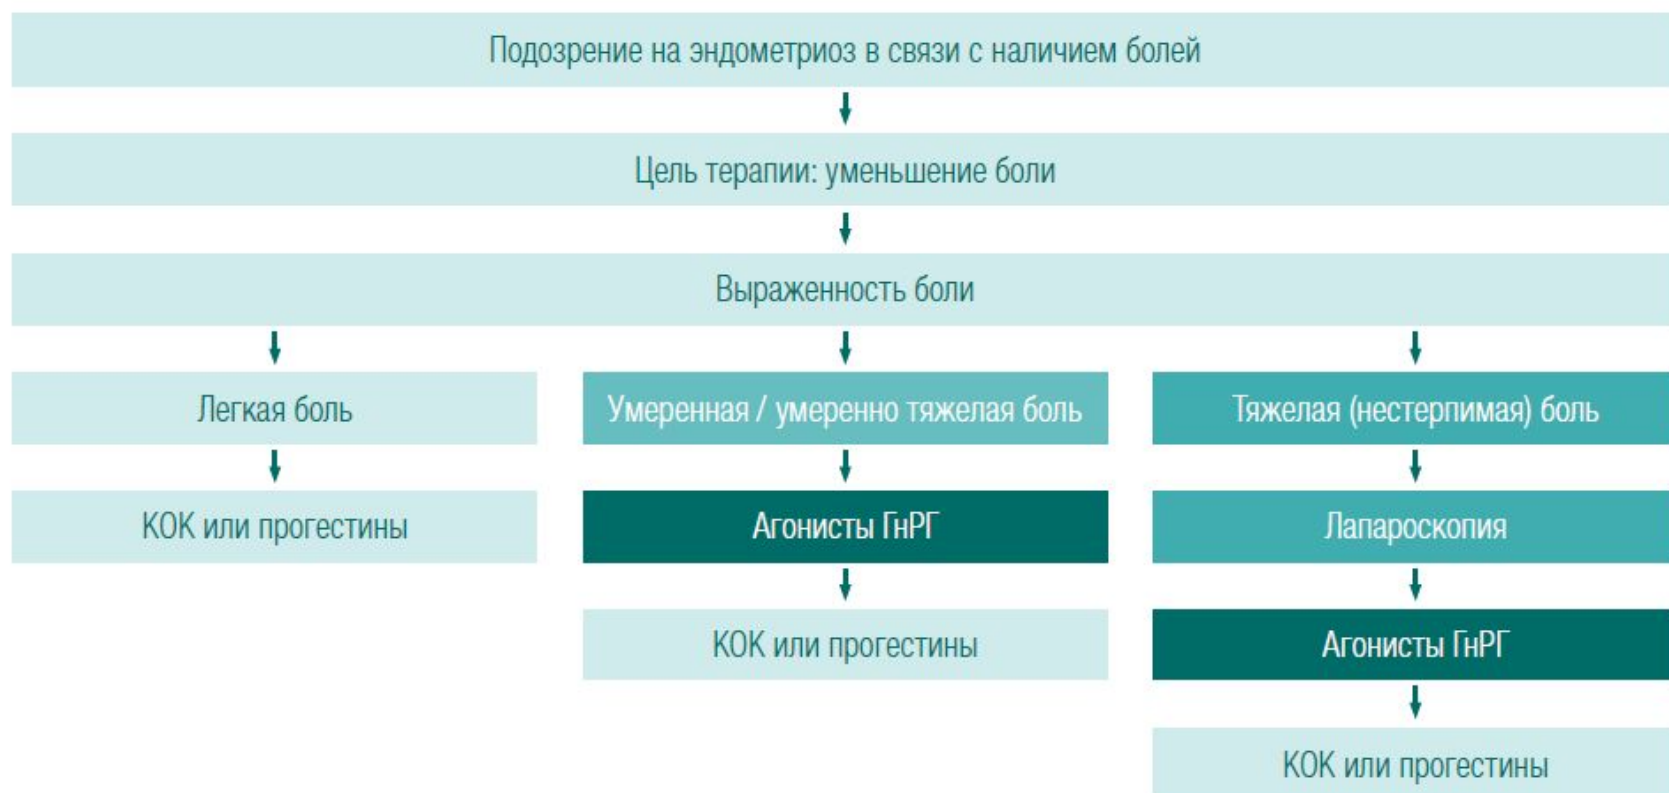 Подозрение на эндометриоз в связи с наличием болей
Цель терапии: уменьшение боли
Выраженность боли
Легкая боль
Умеренная / умеренно тяжелая боль
Тяжелая (нестерпимая) боль
КОК или прогестины
Агонисты ГнРГ
Лапароскопия
КОК или прогестины
Агонисты ГнРГ
КОК или прогестины